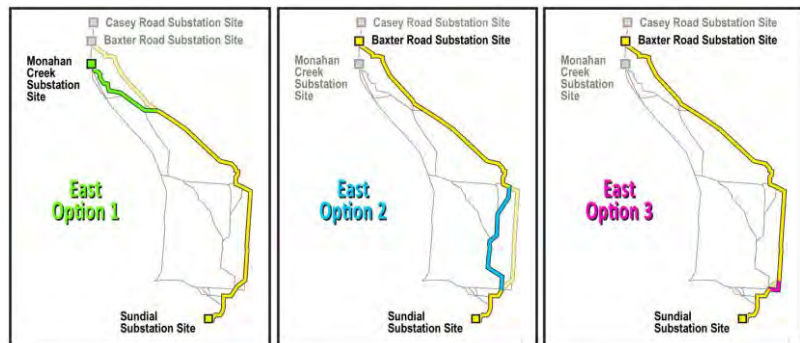 Casey Road Substation Site
Baxter Road Substation Site
Monahan
Creek
Substation
Site
East
Option 1
Sundial
Substation Site
Casey Road Substation Site
Baxter Road Substation Site
Monahan
Creek
Substation
Site
East
Option 2
Sundial
Substation Site
Casey Road Substation Site
Baxter Road Substation Site
Monahan
Creek
Substation
Site
East
Option 3
Sundial
Substation Site